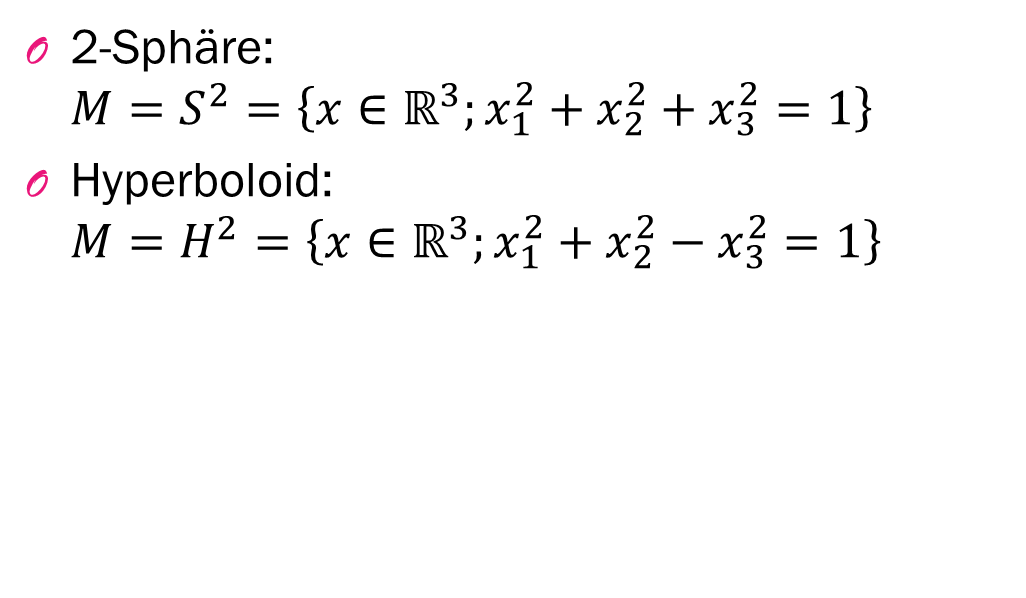 2-Sphäre:
M = S² = {x ∈ ℝ³; x₁² + x₂² + x₃² = 1}
Hyperboloid:
M = H² = {x ∈ ℝ³; x₁² + x₂² − x₃² = 1}